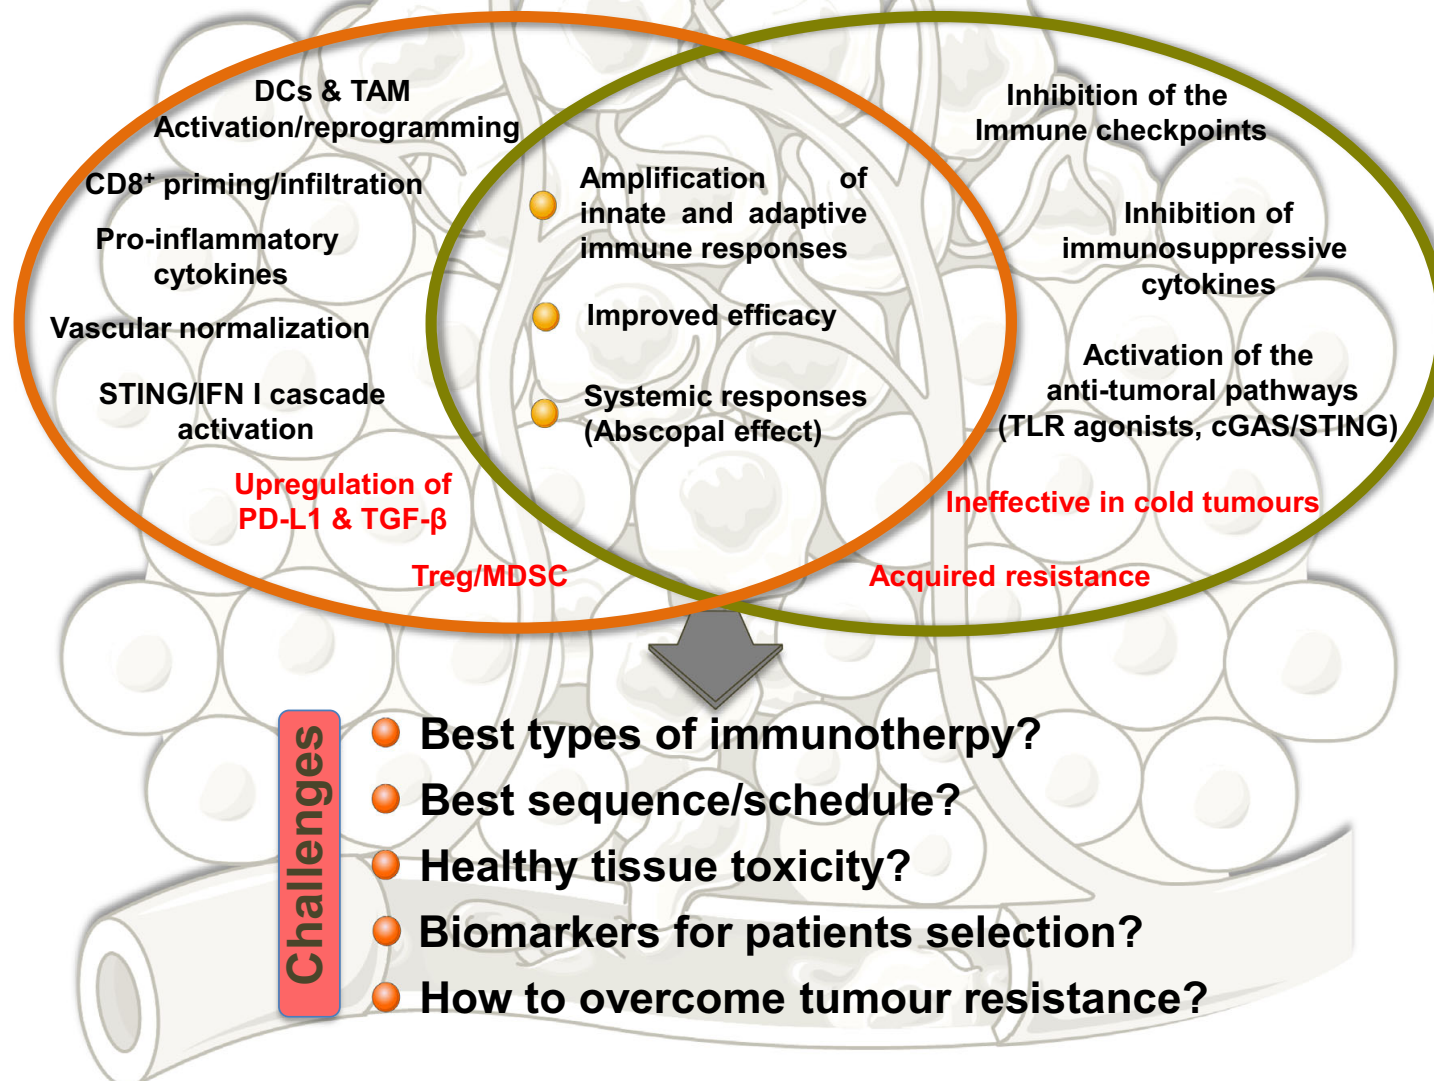 DCs & TAM
Activation/reprogramming
CD8⁺ priming/infiltration
Pro-inflammatory
cytokines
Vascular normalization
STING/IFN I cascade
activation
Upregulation of
PD-L1 & TGF-β
Treg/MDSC
Amplification of
innate and adaptive
immune responses
Improved efficacy
Systemic responses
(Abscopal effect)
Inhibition of the
Immune checkpoints
Inhibition of
immunosuppressive
cytokines
Activation of the
anti-tumoral pathways
(TLR agonists, cGAS/STING)
Ineffective in cold tumours
Acquired resistance
Challenges
Best types of immunotherpy?
Best sequence/schedule?
Healthy tissue toxicity?
Biomarkers for patients selection?
How to overcome tumour resistance?